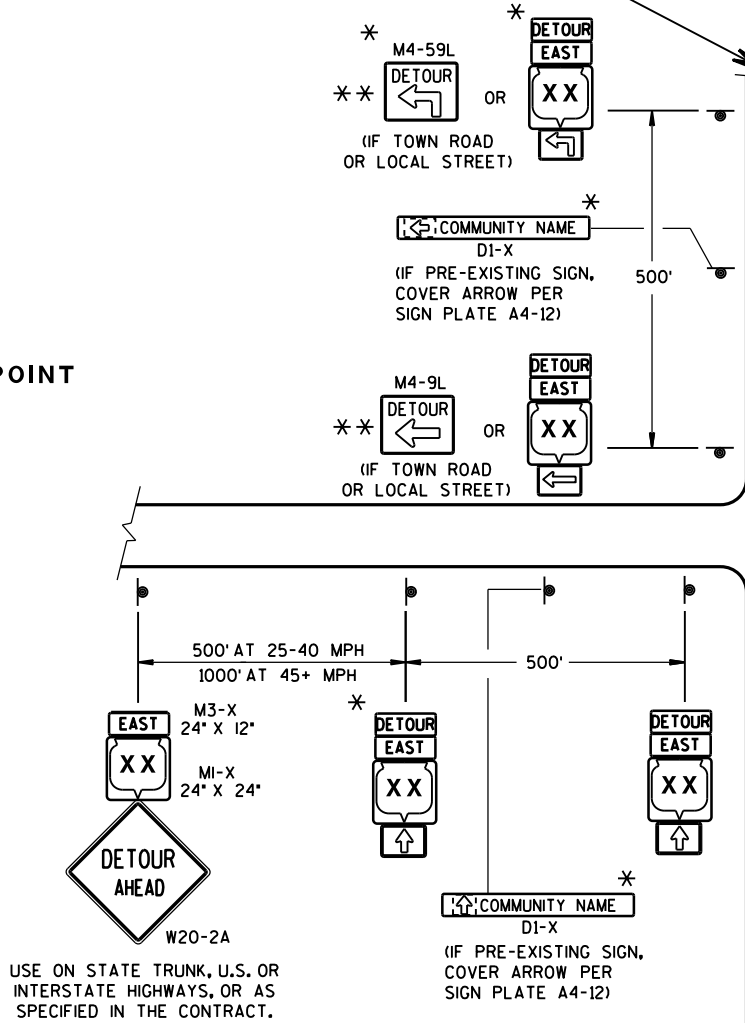 DETOUR
EAST
XX
M4-59L
DETOUR
OR
(IF TOWN ROAD
OR LOCAL STREET)
COMMUNITY NAME
D1-X
(IF PRE-EXISTING SIGN,
COVER ARROW PER
SIGN PLATE A4-12)
500'
POINT
DETOUR
EAST
XX
M4-9L
DETOUR
OR
(IF TOWN ROAD
OR LOCAL STREET)
500' AT 25-40 MPH
1000' AT 45+ MPH
500'
EAST
M3-X
24" X 12"
XX
M1-X
24" X 24"
DETOUR
AHEAD
W20-2A
USE ON STATE TRUNK, U.S. OR
INTERSTATE HIGHWAYS, OR AS
SPECIFIED IN THE CONTRACT.
DETOUR
EAST
XX
DETOUR
EAST
XX
COMMUNITY NAME
D1-X
(IF PRE-EXISTING SIGN,
COVER ARROW PER
SIGN PLATE A4-12)